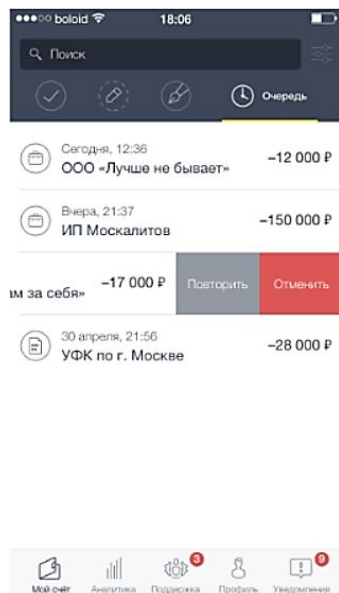 boloid 18:06
Поиск
Очередь
Сегодня, 12:36
ООО «Лучше не бывает» −12 000 ₽
Вчера, 21:37
ИП Москалитов −150 000 ₽
ам за себя» −17 000 ₽ Повторить Отменить
30 апреля, 21:56
УФК по г. Москве −28 000 ₽
3 9
Мой счёт Аналитика Поддержка Профиль Уведомления